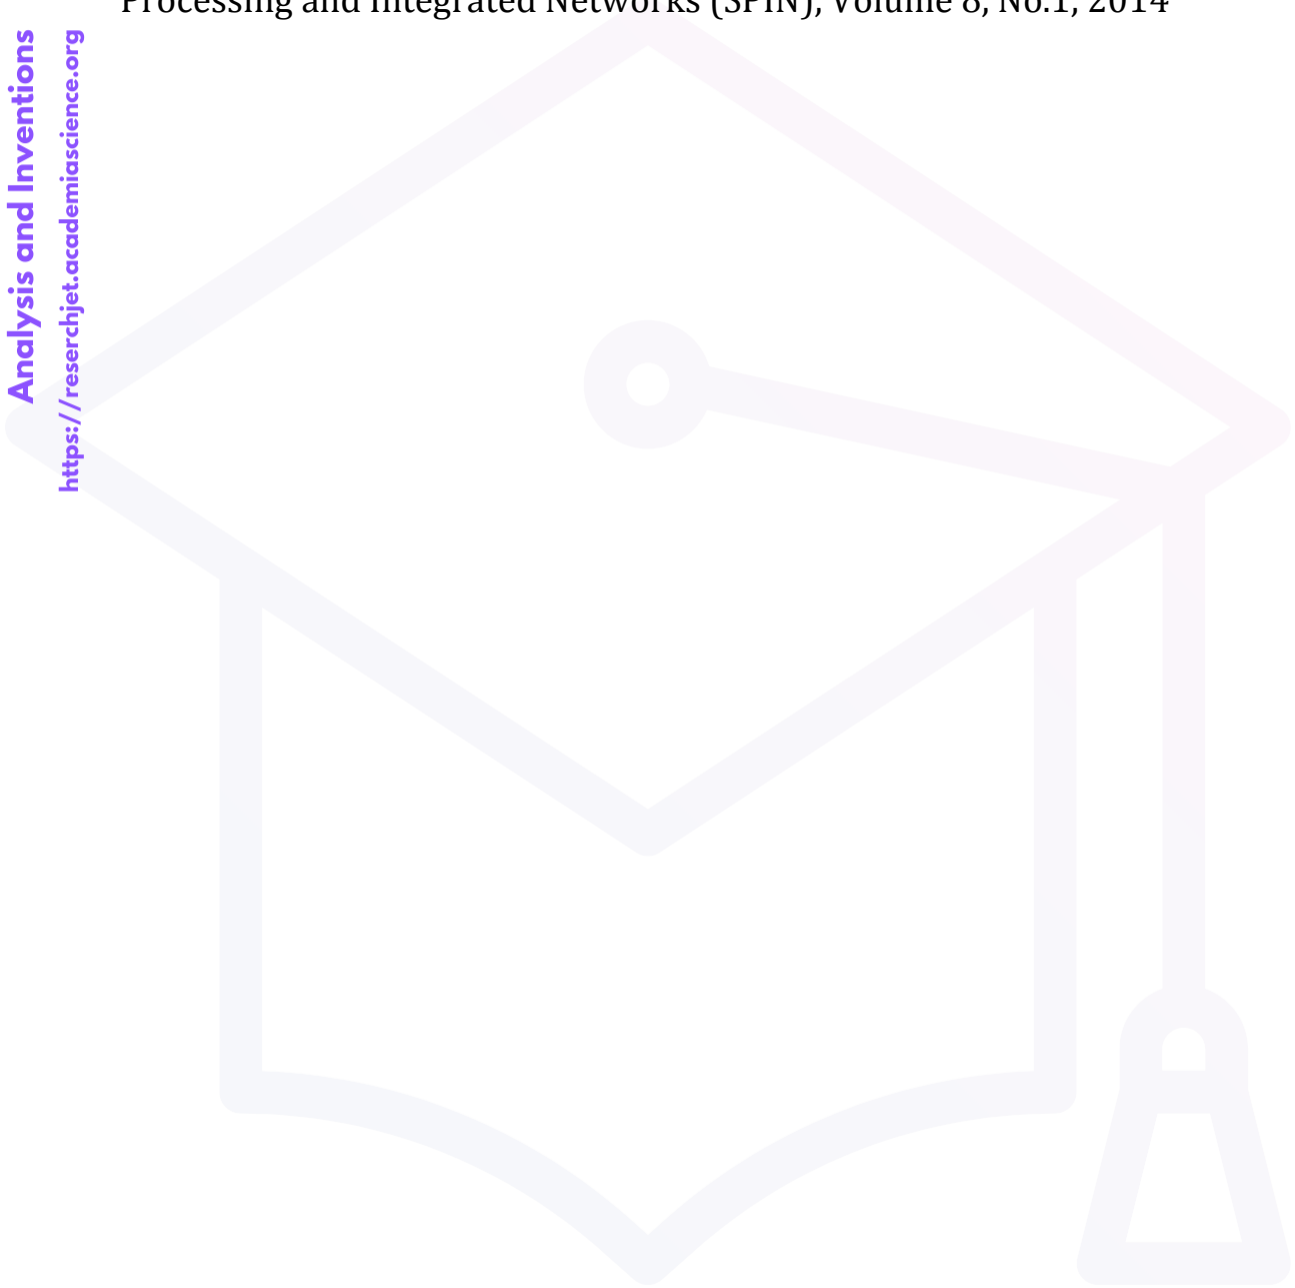 Processing and Integrated Networks (SPIN), Volume 8, No.1, 2014
Analysis and Inventions
https://reserchjet.academiascience.org